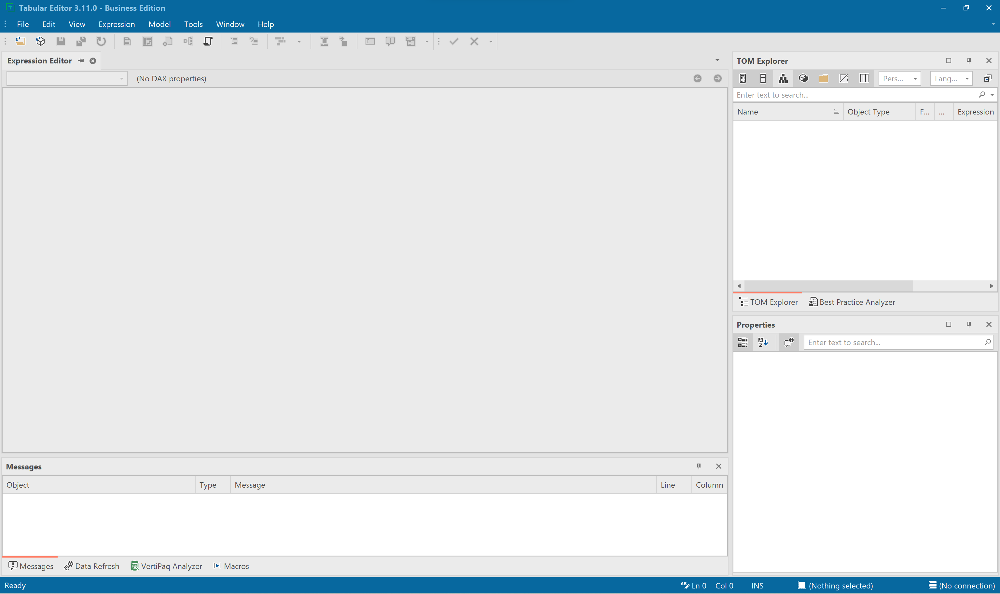 Tabular Editor 3.11.0 - Business Edition
File Edit View Expression Model Tools Window Help
Expression Editor
(No DAX properties)
TOM Explorer
Pers... Lang...
Enter text to search...
Name Object Type F... ... Expression
TOM Explorer Best Practice Analyzer
Properties
Enter text to search...
Messages
Object Type Message Line Column
Messages Data Refresh VertiPaq Analyzer Macros
Ready Ln 0 Col 0 INS (Nothing selected) (No connection)